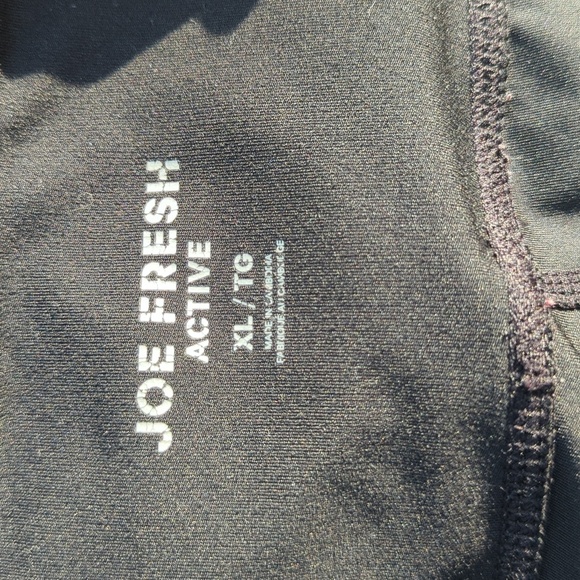 JOE FRESH
ACTIVE
XL / TG
MADE IN CAMBODIA
FABRIQUÉ AU CAMBODGE